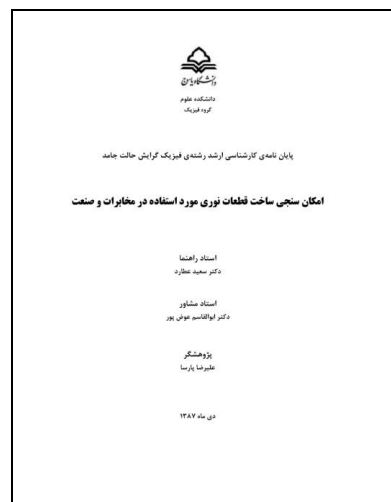 دانشگاه یاسوج
دانشکده علوم
گروه فیزیک
پایان نامه‌ی کارشناسی ارشد رشته‌ی فیزیک گرایش حالت جامد
امکان سنجی ساخت قطعات نوری مورد استفاده در مخابرات و صنعت
استاد راهنما
دکتر سعید عطارد
استاد مشاور
دکتر ابوالقاسم عوض پور
پژوهشگر
علیرضا پارسا
دی ماه ۱۳۸۷